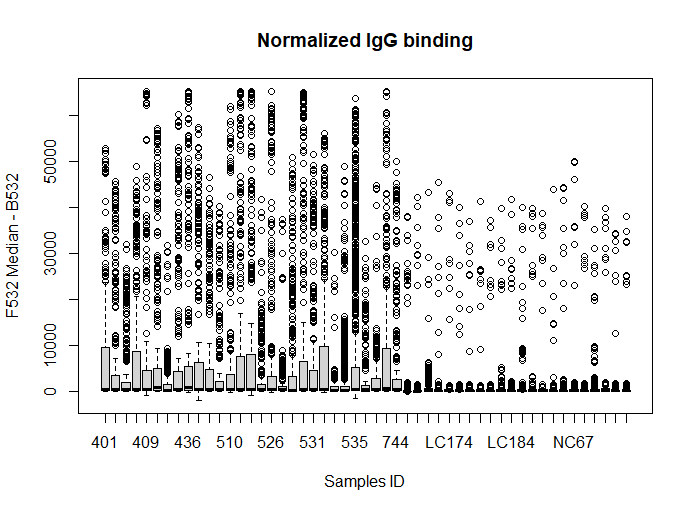 Normalized IgG binding
F532 Median - B532
50000
30000
10000
0
401 409 436 510 526 531 535 744 LC174 LC184 NC67
Samples ID